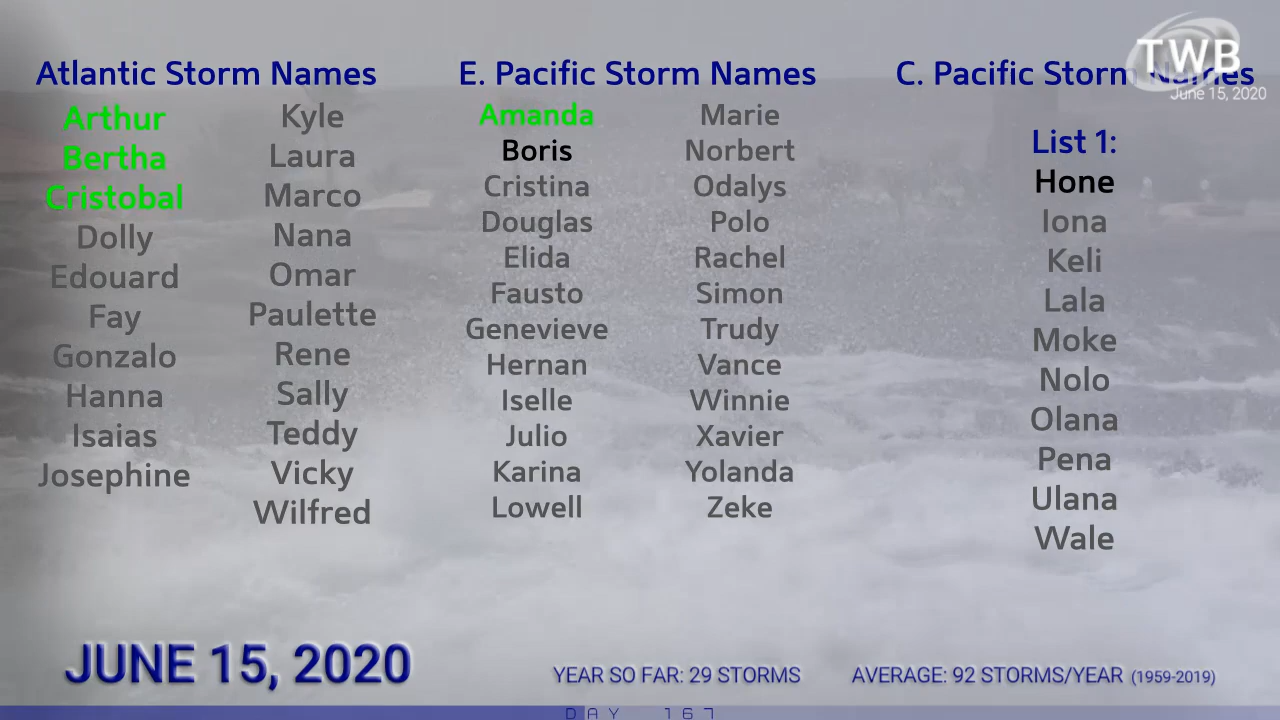 TWB
June 15, 2020
Atlantic Storm Names
Arthur
Bertha
Cristobal
Dolly
Edouard
Fay
Gonzalo
Hanna
Isaias
Josephine
Kyle
Laura
Marco
Nana
Omar
Paulette
Rene
Sally
Teddy
Vicky
Wilfred
E. Pacific Storm Names
Amanda
Boris
Cristina
Douglas
Elida
Fausto
Genevieve
Hernan
Iselle
Julio
Karina
Lowell
Marie
Norbert
Odalys
Polo
Rachel
Simon
Trudy
Vance
Winnie
Xavier
Yolanda
Zeke
C. Pacific Storm Names
List 1:
Hone
Iona
Keli
Lala
Moke
Nolo
Olana
Pena
Ulana
Wale
JUNE 15, 2020
YEAR SO FAR: 29 STORMS
AVERAGE: 92 STORMS/YEAR (1959-2019)
DAY 167